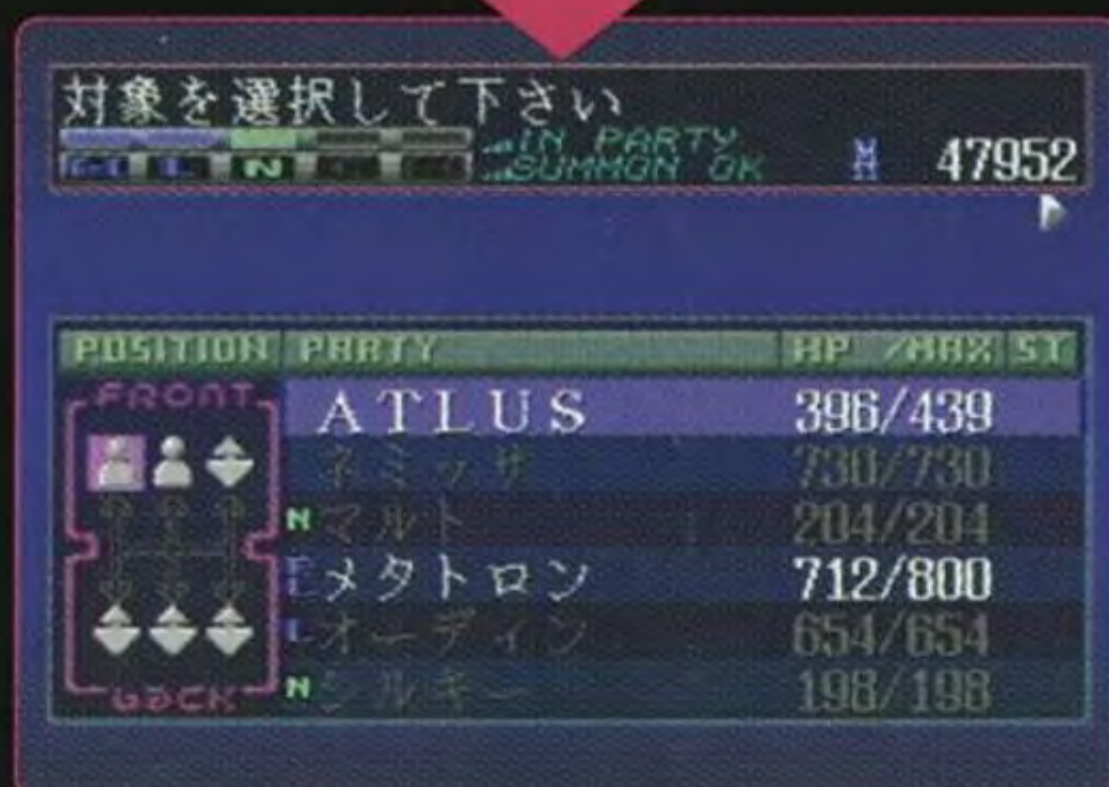 対象を選択して下さい
IN PARTY
N SUMMON OK 47952
POSITION PARTY HP /MAX ST
FRONT
ATLUS 396/439
ネミッサ 730/730
N マルト 204/204
メタトロン 712/800
L オーディン 654/654
N シルキー 198/198
BACK